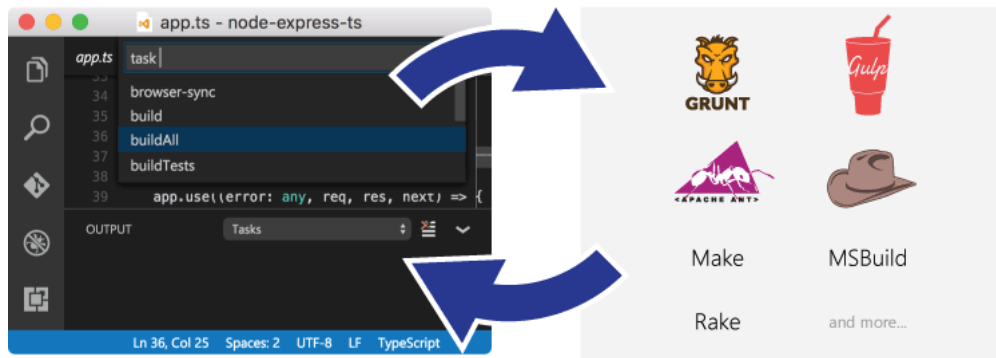 app.ts - node-express-ts
app.ts
task
browser-sync
build
buildAll
buildTests
33
34
35
36
37
38
39 app.use((error: any, req, res, next) => {
OUTPUT
Tasks
Ln 36, Col 25 Spaces: 2 UTF-8 LF TypeScript
GRUNT
Gulp
<APACHE ANT>
Make
MSBuild
Rake
and more...